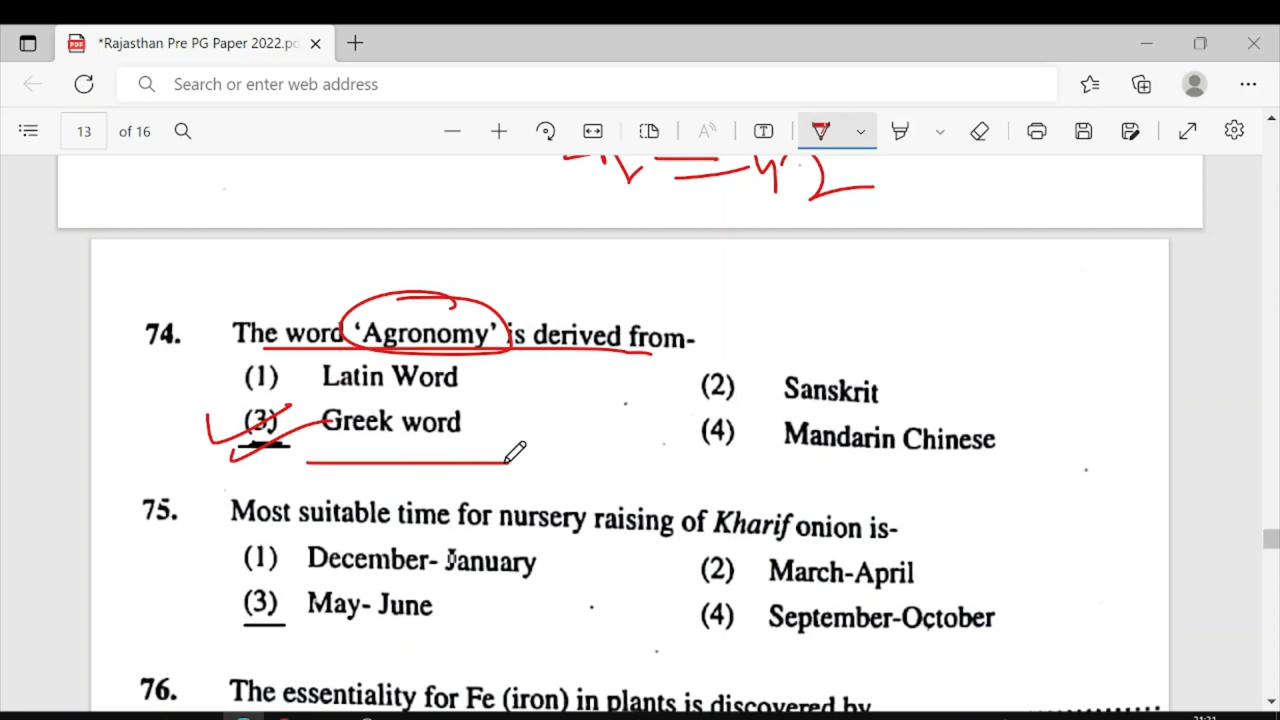 *Rajasthan Pre PG Paper 2022.pd
Search or enter web address
13 of 16
74. The word 'Agronomy' is derived from-
(1) Latin Word (2) Sanskrit
(3) Greek word (4) Mandarin Chinese
75. Most suitable time for nursery raising of Kharif onion is-
(1) December- January (2) March-April
(3) May- June (4) September-October
76. The essentiality for Fe (iron) in plants is discovered by